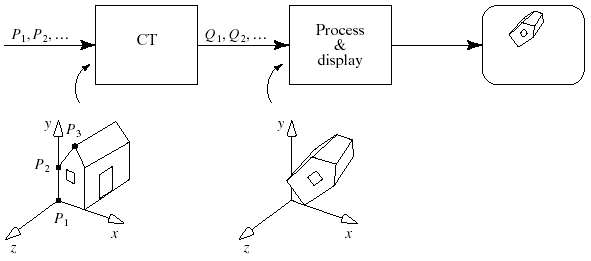 P1, P2, …
CT
Q1, Q2, …
Process
&
display
y
P3
P2
P1
z
x
y
z
x